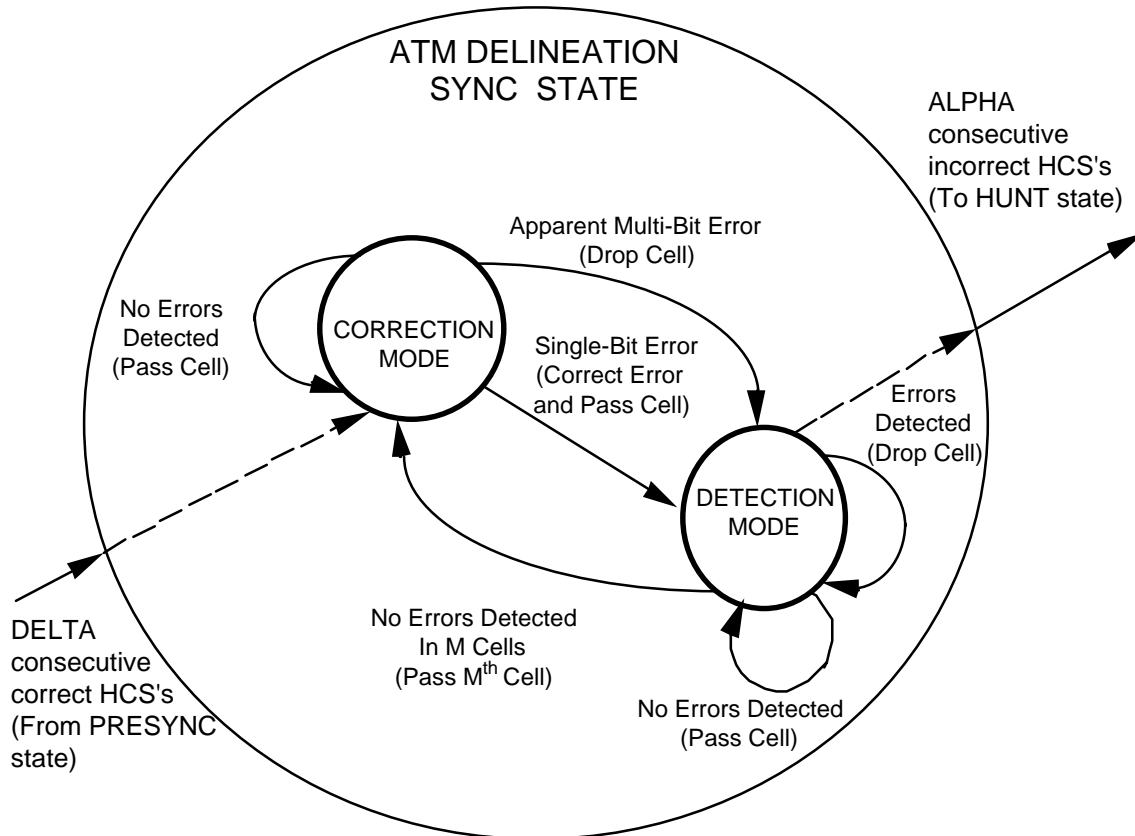 ATM DELINEATION
SYNC STATE
ALPHA
consecutive
incorrect HCS's
(To HUNT state)
Apparent Multi-Bit Error
(Drop Cell)
No Errors
Detected
(Pass Cell)
CORRECTION
MODE
Single-Bit Error
(Correct Error
and Pass Cell)
Errors
Detected
(Drop Cell)
DETECTION
MODE
No Errors Detected
In M Cells
(Pass Mth Cell)
DELTA
consecutive
correct HCS's
(From PRESYNC
state)
No Errors Detected
(Pass Cell)